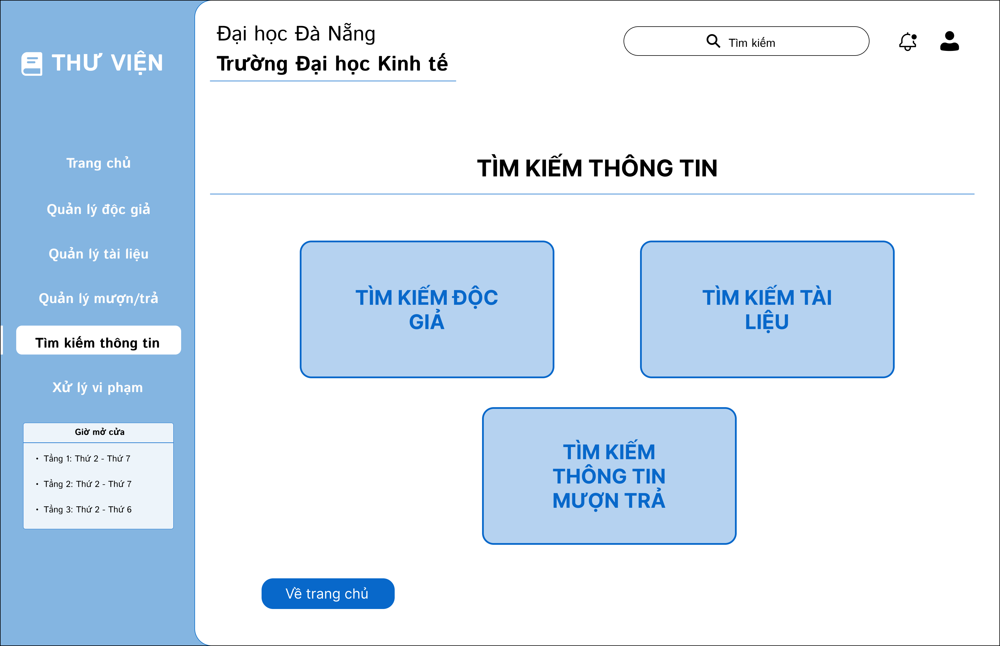 THƯ VIỆN
Trang chủ
Quản lý độc giả
Quản lý tài liệu
Quản lý mượn/trả
Tìm kiếm thông tin
Xử lý vi phạm
Giờ mở cửa
• Tầng 1: Thứ 2 - Thứ 7
• Tầng 2: Thứ 2 - Thứ 7
• Tầng 3: Thứ 2 - Thứ 6
Đại học Đà Nẵng
Trường Đại học Kinh tế
Tìm kiếm
TÌM KIẾM THÔNG TIN
TÌM KIẾM ĐỘC
GIẢ
TÌM KIẾM TÀI
LIỆU
TÌM KIẾM
THÔNG TIN
MƯỢN TRẢ
Về trang chủ